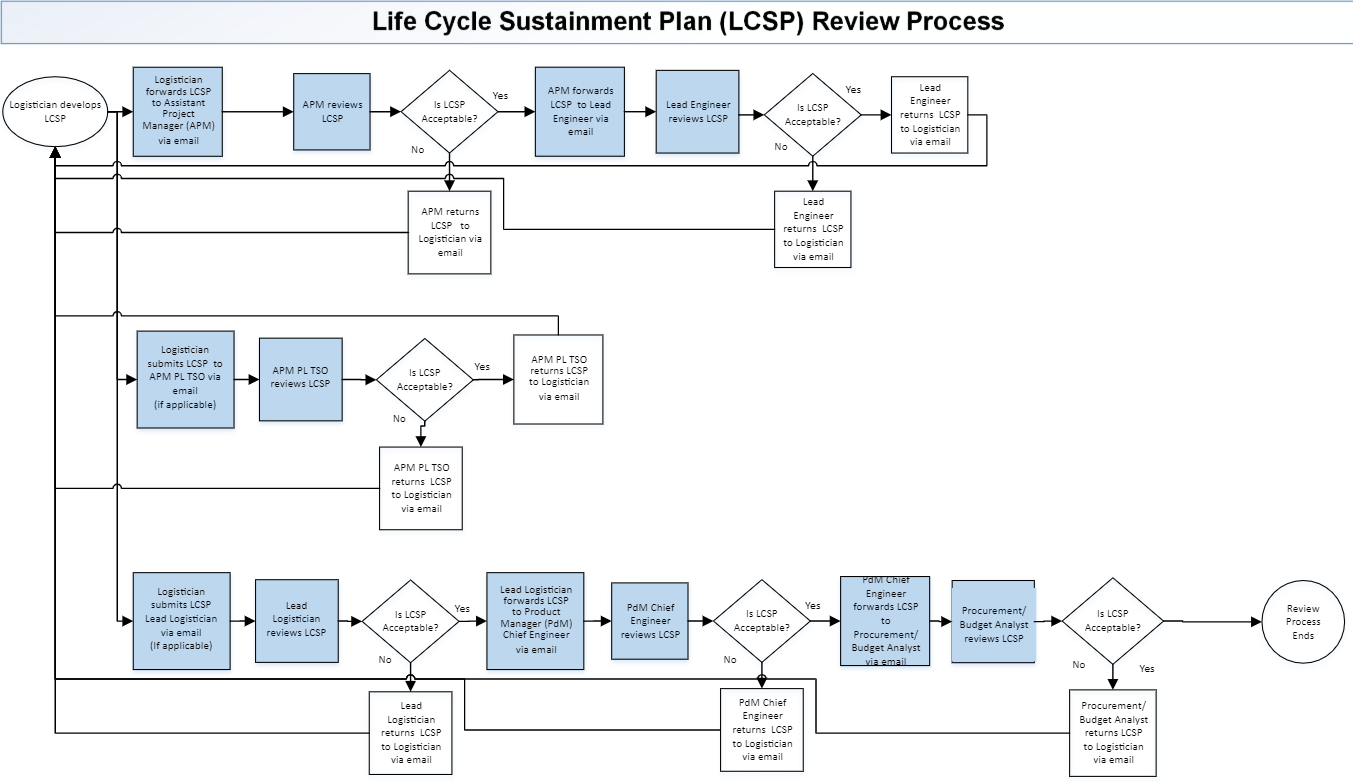 Life Cycle Sustainment Plan (LCSP) Review Process
Logistician develops
LCSP
Logistician
forwards LCSP
to Assistant
Project
Manager (APM)
via email
APM reviews
LCSP
Is LCSP
Acceptable?
Yes
No
APM forwards
LCSP to Lead
Engineer via
email
Lead Engineer
reviews LCSP
Is LCSP
Acceptable?
Yes
No
Lead
Engineer
returns LCSP
to Logistician
via email
APM returns
LCSP to
Logistician via
email
Lead
Engineer
returns LCSP
to Logistician
via email
Logistician
submits LCSP to
APM PL TSO via
email
(if applicable)
APM PL TSO
reviews LCSP
Is LCSP
Acceptable?
Yes
No
APM PL TSO
returns LCSP
to Logistician
via email
APM PL TSO
returns LCSP
to Logistician
via email
Logistician
submits LCSP
Lead Logistician
via email
(If applicable)
Lead
Logistician
reviews LCSP
Is LCSP
Acceptable?
Yes
No
Lead Logistician
forwards LCSP
to Product
Manager (PdM)
Chief Engineer
via email
PdM Chief
Engineer
reviews LCSP
Is LCSP
Acceptable?
Yes
No
PdM Chief
Engineer
forwards LCSP
to
Procurement/
Budget Analyst
via email
Procurement/
Budget Analyst
reviews LCSP
Is LCSP
Acceptable?
No
Yes
Review
Process
Ends
Lead
Logistician
returns LCSP
to Logistician
via email
PdM Chief
Engineer
returns LCSP
to Logistician
via email
Procurement/
Budget Analyst
returns LCSP
to Logistician
via email